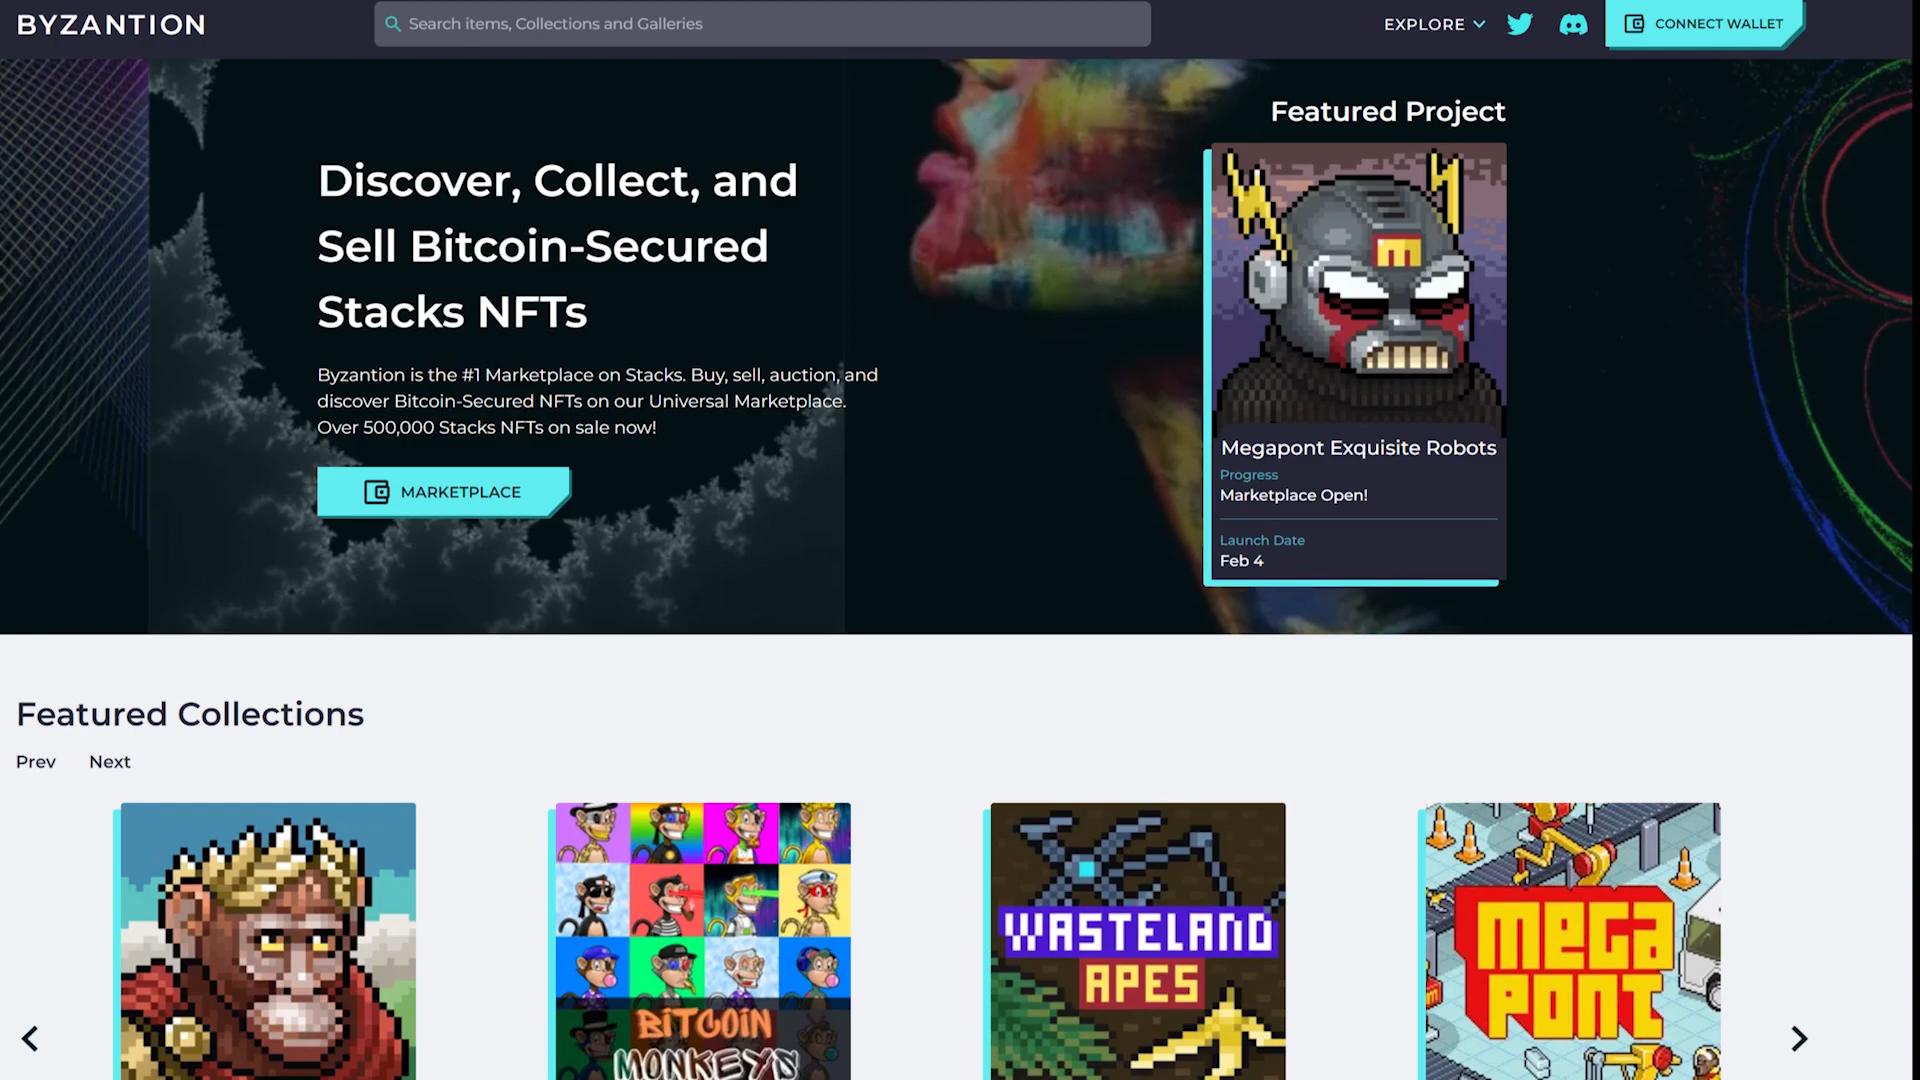 BYZANTION
Search items, Collections and Galleries
EXPLORE
CONNECT WALLET
Featured Project
Discover, Collect, and
Sell Bitcoin-Secured
Stacks NFTs
Byzantion is the #1 Marketplace on Stacks. Buy, sell, auction, and
discover Bitcoin-Secured NFTs on our Universal Marketplace.
Over 500,000 Stacks NFTs on sale now!
MARKETPLACE
m
Megapont Exquisite Robots
Progress
Marketplace Open!
Launch Date
Feb 4
Featured Collections
Prev
Next
BITCOIN
MONKEYS
WASTELAND
APES
MEGA
PONT